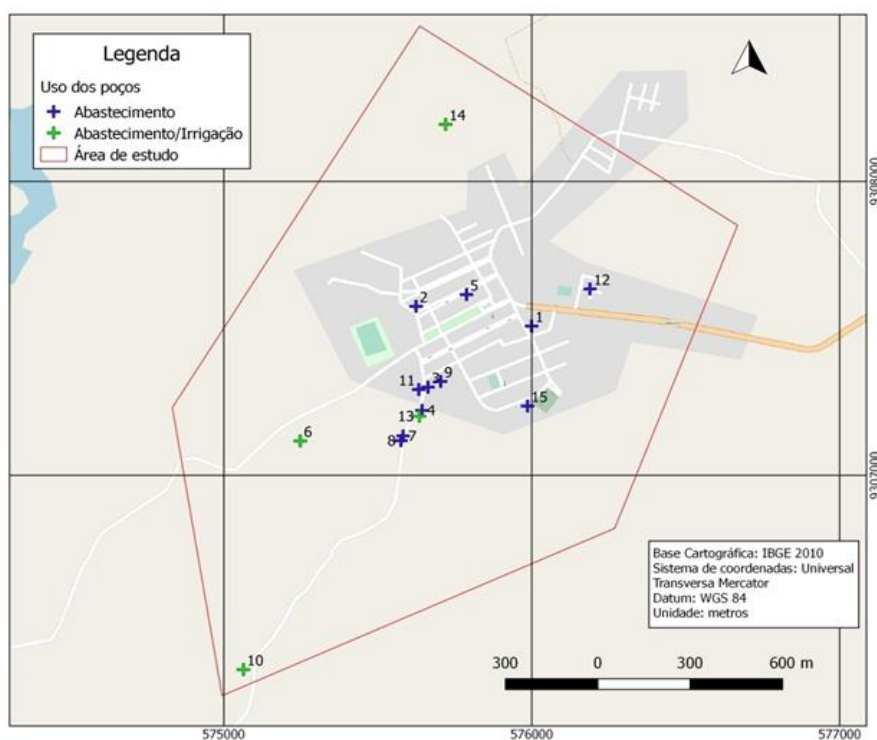 Legenda
Uso dos poços
Abastecimento
Abastecimento/Irrigação
Área de estudo
14
9308000
12
5
2
1
9
3
11
15
4
13
7
8
6
9307000
Base Cartográfica: IBGE 2010
Sistema de coordenadas: Universal
Transversa Mercator
Datum: WGS 84
Unidade: metros
10
300 0 300 600 m
575000 576000 577000